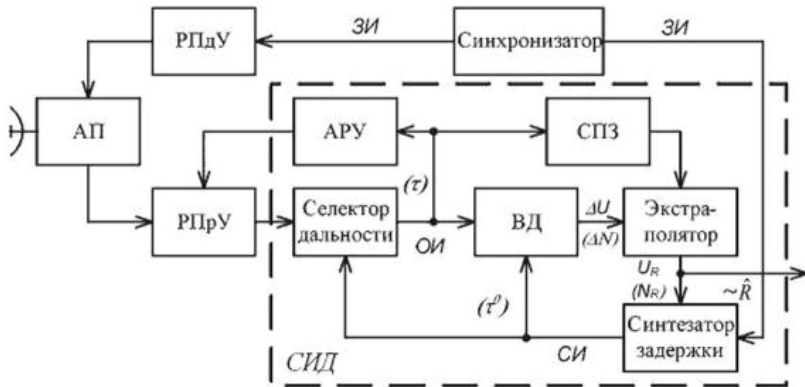 РПдУ
ЗИ
Синхронизатор
ЗИ
АП
АРУ
СПЗ
(τ)
РПрУ
Селектор
дальности
ОИ
ВД
ΔU
(ΔN)
Экстра-
полятор
U_R
(N_R)
~R̂
(τᵖ)
Синтезатор
задержки
СИ
СИД